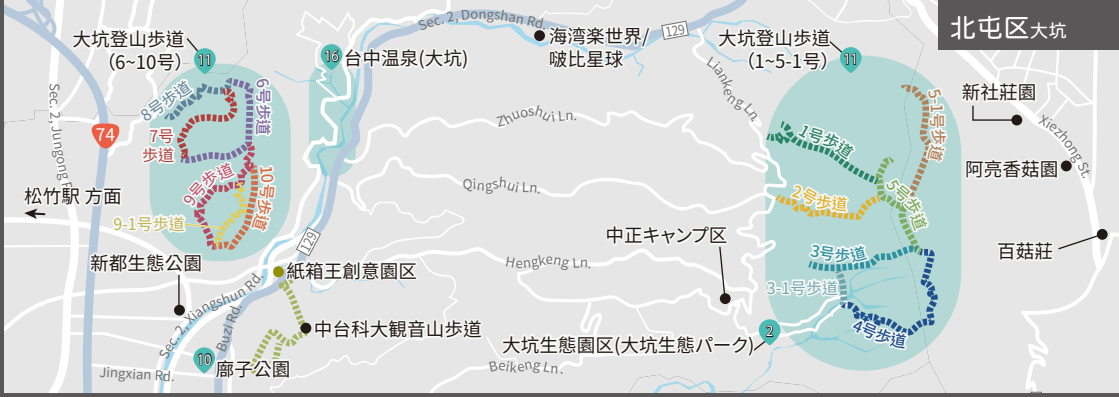 北屯区大坑
Sec. 2, Dongshan Rd.
129
大坑登山歩道
(6~10号)
11
16
台中温泉(大坑)
海湾楽世界/
啵比星球
大坑登山歩道
(1~5-1号)
11
Liankeng Ln.
新社莊園
Xiezhong St.
阿亮香菇園
百菇莊
8号歩道
6号歩道
7号
歩道
9号歩道
10号歩道
9-1号歩道
Sec. 2, Jungong R
74
松竹駅 方面
Zhuoshui Ln.
Qingshui Ln.
Hengkeng Ln.
Beikeng Ln.
1号歩道
2号歩道
3号歩道
3-1号歩道
4号歩道
5号歩道
5-1号歩道
中正キャンプ区
129
新都生態公園
紙箱王創意園区
中台科大観音山歩道
大坑生態園区(大坑生態パーク)
2
Sec. 2, Xiangshun Rd.
Buzi Rd.
10
廍子公園
Jingxian Rd.